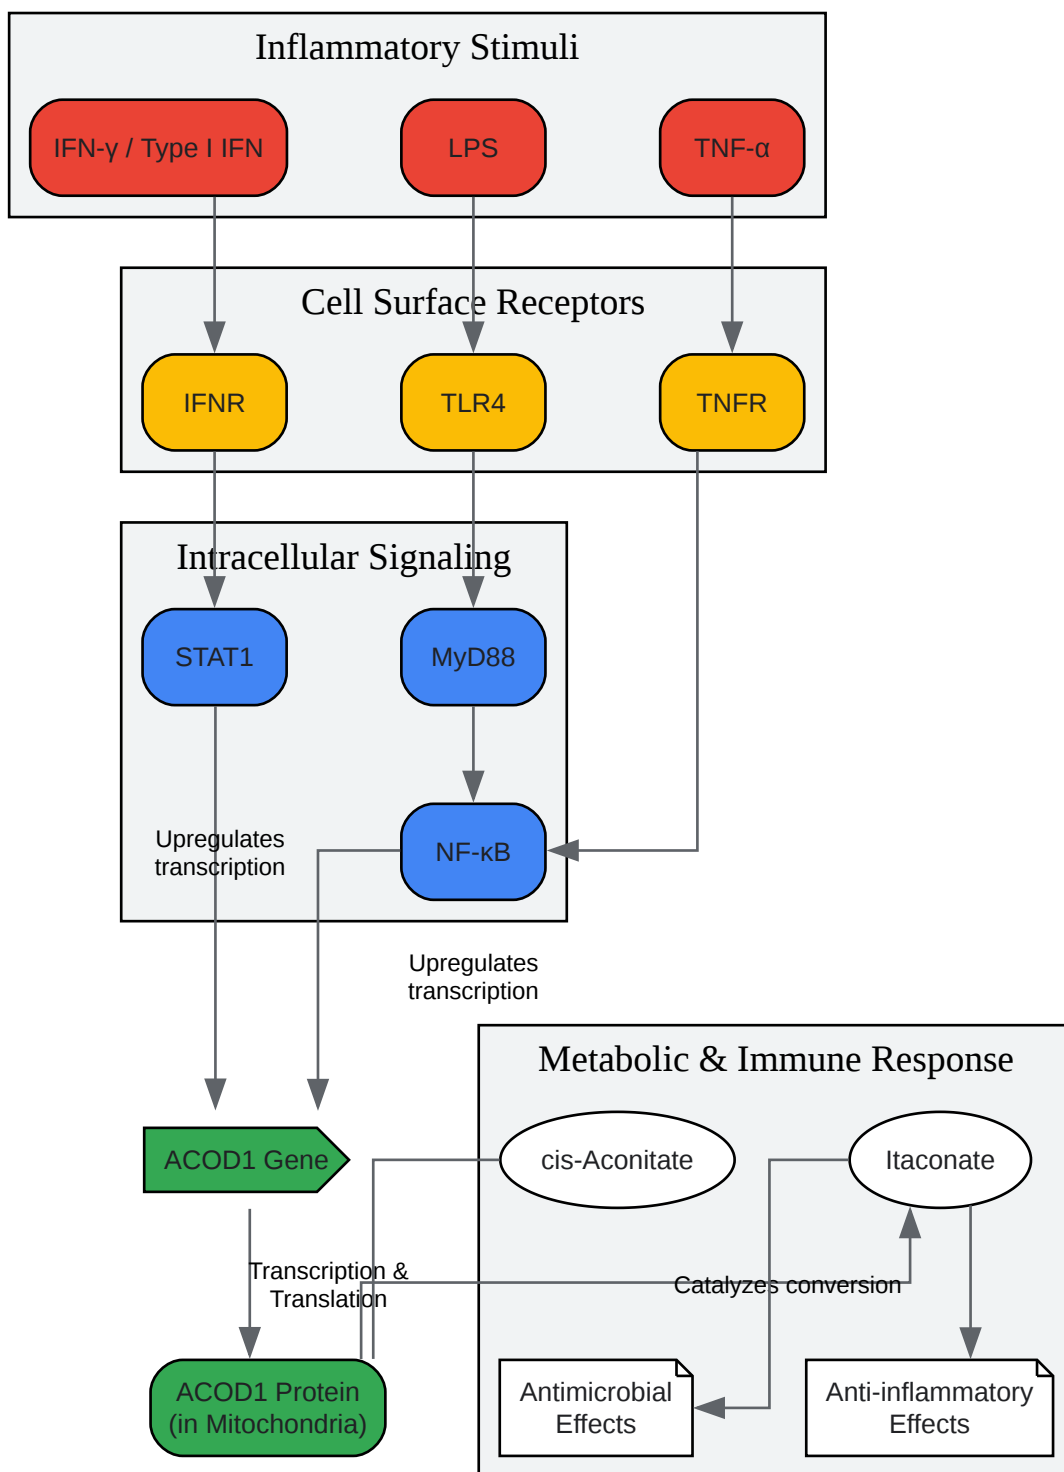 Inflammatory Stimuli
IFN-γ / Type I IFN
LPS
TNF-α
Cell Surface Receptors
IFNR
TLR4
TNFR
Intracellular Signaling
STAT1
MyD88
Upregulates
transcription
NF-κB
Upregulates
transcription
Metabolic & Immune Response
ACOD1 Gene
cis-Aconitate
Itaconate
Transcription &
Translation
Catalyzes conversion
ACOD1 Protein
(in Mitochondria)
Antimicrobial
Effects
Anti-inflammatory
Effects